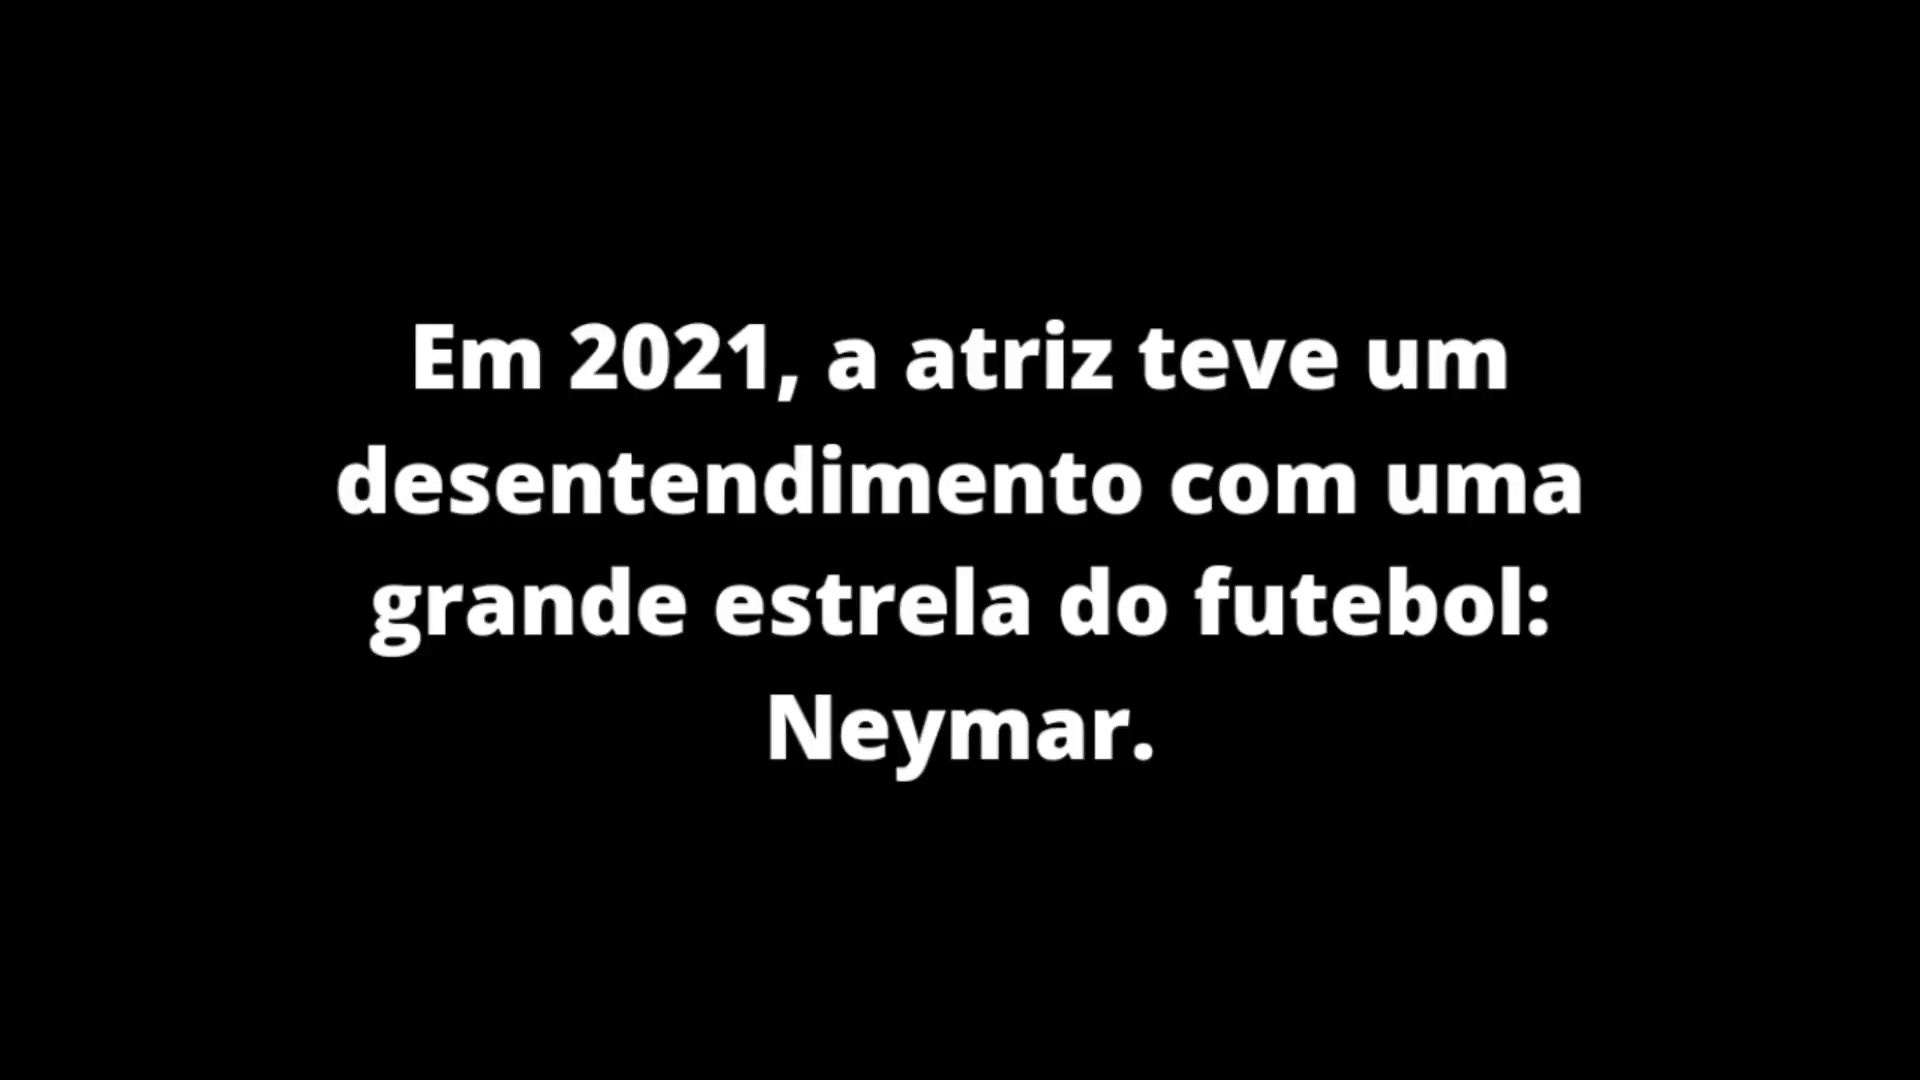 Em 2021, a atriz teve um
desentendimento com uma
grande estrela do futebol:
Neymar.